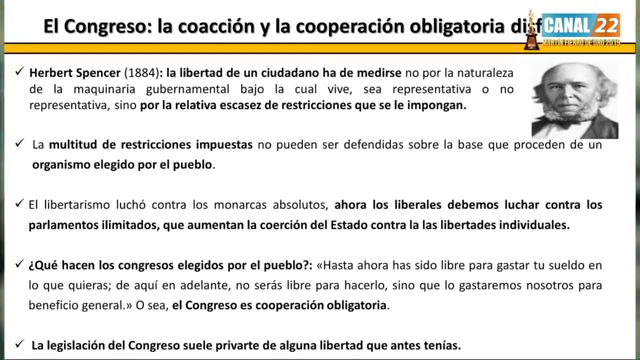 El Congreso: la coacción y la cooperación obligatoria
CANAL 22
MARTÍN FIERRO DE ORO 2015
✓ Herbert Spencer (1884): la libertad de un ciudadano ha de medirse no por la naturaleza
de la maquinaria gubernamental bajo la cual vive, sea representativa o no
representativa, sino por la relativa escasez de restricciones que se le impongan.
✓ La multitud de restricciones impuestas no pueden ser defendidas sobre la base que proceden de un
organismo elegido por el pueblo.
✓ El libertarismo luchó contra los monarcas absolutos, ahora los liberales debemos luchar contra los
parlamentos ilimitados, que aumentan la coerción del Estado contra la las libertades individuales.
✓ ¿Qué hacen los congresos elegidos por el pueblo?: «Hasta ahora has sido libre para gastar tu sueldo en
lo que quieras; de aquí en adelante, no serás libre para hacerlo, sino que lo gastaremos nosotros para
beneficio general.» O sea, el Congreso es cooperación obligatoria.
✓ La legislación del Congreso suele privarte de alguna libertad que antes tenías.